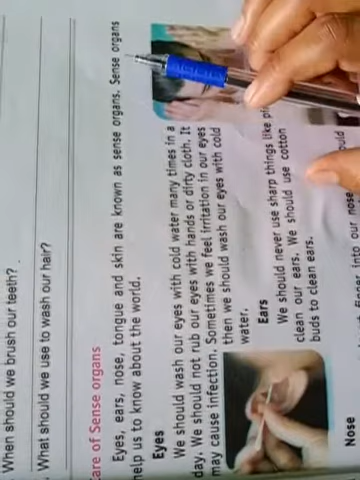 When should we brush our teeth?
What should we use to wash our hair?
are of Sense organs
Eyes, ears, nose, tongue and skin are known as sense organs. Sense organs
help us to know about the world.
Eyes
We should wash our eyes with cold water many times in a
day. We should not rub our eyes with hands or dirty cloth. It
may cause infection. Sometimes we feel irritation in our eyes
then we should wash our eyes with cold
water.
Ears
We should never use sharp things like
clean our ears. We should use cotton
buds to clean ears.
Nose
into our nose